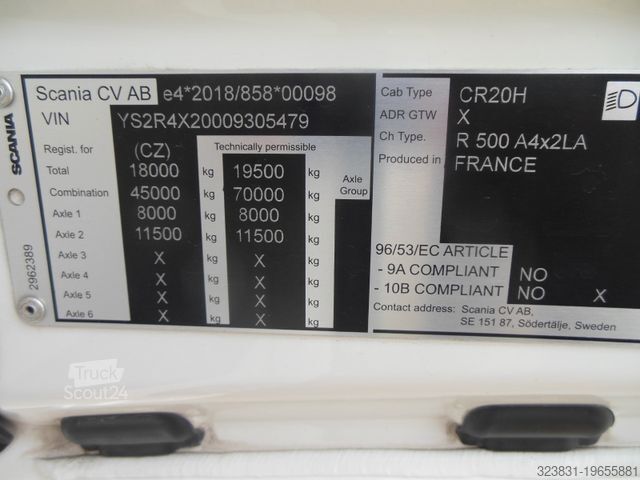 Scania CV AB e4*2018/858*00098
VIN YS2R4X20009305479
Regist. for (CZ) Technically permissible
Total 18000 kg 19500 kg Axle Group
Combination 45000 kg 70000 kg
Axle 1 8000 kg 8000 kg
Axle 2 11500 kg 11500 kg
Axle 3 X kg X kg
Axle 4 X kg X kg
Axle 5 X kg X kg
Axle 6 X kg X kg
SCANIA
2962389
Cab Type CR20H
ADR GTW X
Ch Type. R 500 A4x2LA
Produced in FRANCE
96/53/EC ARTICLE
- 9A COMPLIANT NO
- 10B COMPLIANT NO X
Contact address: Scania CV AB,
SE 151 87, Södertälje, Sweden
Truck
Scout24
323831-19655881